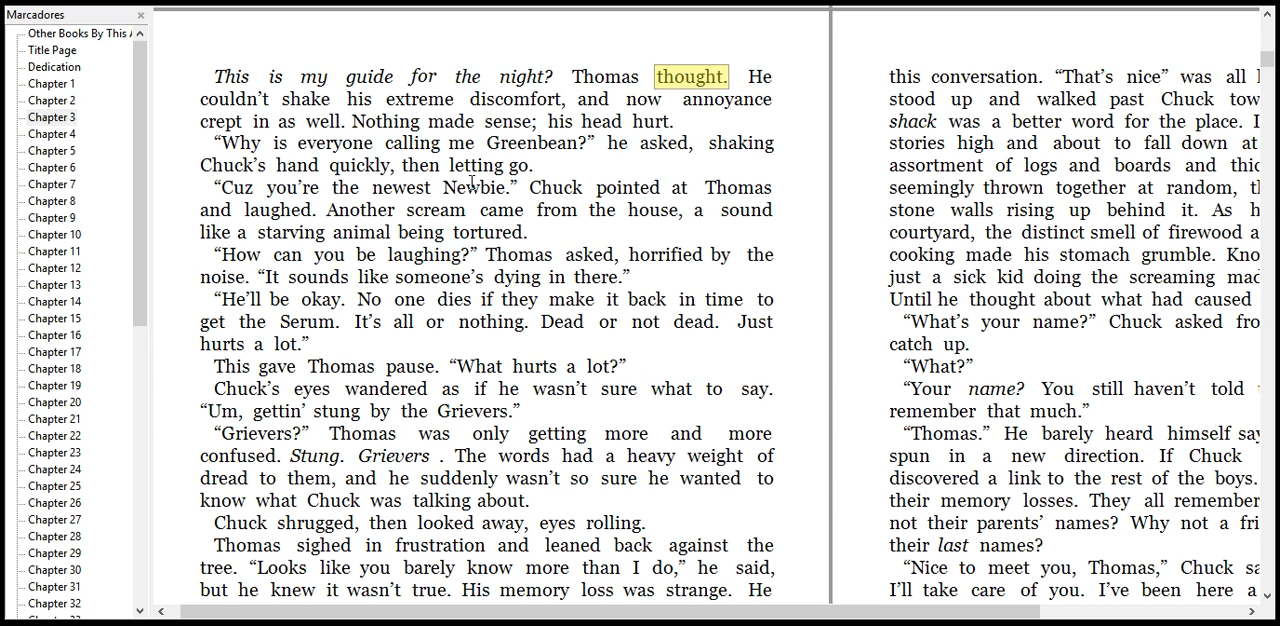 Marcadores
Other Books By This
Title Page
Dedication
Chapter 1
Chapter 2
Chapter 3
Chapter 4
Chapter 5
Chapter 6
Chapter 7
Chapter 8
Chapter 9
Chapter 10
Chapter 11
Chapter 12
Chapter 13
Chapter 14
Chapter 15
Chapter 16
Chapter 17
Chapter 18
Chapter 19
Chapter 20
Chapter 21
Chapter 22
Chapter 23
Chapter 24
Chapter 25
Chapter 26
Chapter 27
Chapter 28
Chapter 29
Chapter 30
Chapter 31
Chapter 32
This is my guide for the night? Thomas thought. He
couldn’t shake his extreme discomfort, and now annoyance
crept in as well. Nothing made sense; his head hurt.
“Why is everyone calling me Greenbean?” he asked, shaking
Chuck’s hand quickly, then letting go.
“Cuz you’re the newest Newbie.” Chuck pointed at Thomas
and laughed. Another scream came from the house, a sound
like a starving animal being tortured.
“How can you be laughing?” Thomas asked, horrified by the
noise. “It sounds like someone’s dying in there.”
“He’ll be okay. No one dies if they make it back in time to
get the Serum. It’s all or nothing. Dead or not dead. Just
hurts a lot.”
This gave Thomas pause. “What hurts a lot?”
Chuck’s eyes wandered as if he wasn’t sure what to say.
“Um, gettin’ stung by the Grievers.”
“Grievers?” Thomas was only getting more and more
confused. Stung. Grievers . The words had a heavy weight of
dread to them, and he suddenly wasn’t so sure he wanted to
know what Chuck was talking about.
Chuck shrugged, then looked away, eyes rolling.
Thomas sighed in frustration and leaned back against the
tree. “Looks like you barely know more than I do,” he said,
but he knew it wasn’t true. His memory loss was strange. He
this conversation. “That’s nice” was all
stood up and walked past Chuck tow
shack was a better word for the place. I
stories high and about to fall down at
assortment of logs and boards and thic
seemingly thrown together at random, t
stone walls rising up behind it. As h
courtyard, the distinct smell of firewood a
cooking made his stomach grumble. Kno
just a sick kid doing the screaming mad
Until he thought about what had caused
“What’s your name?” Chuck asked fro
catch up.
“What?”
“Your name? You still haven’t told
remember that much.”
“Thomas.” He barely heard himself say
spun in a new direction. If Chuck
discovered a link to the rest of the boys.
their memory losses. They all remember
not their parents’ names? Why not a fri
their last names?
“Nice to meet you, Thomas,” Chuck sa
I’ll take care of you. I’ve been here a